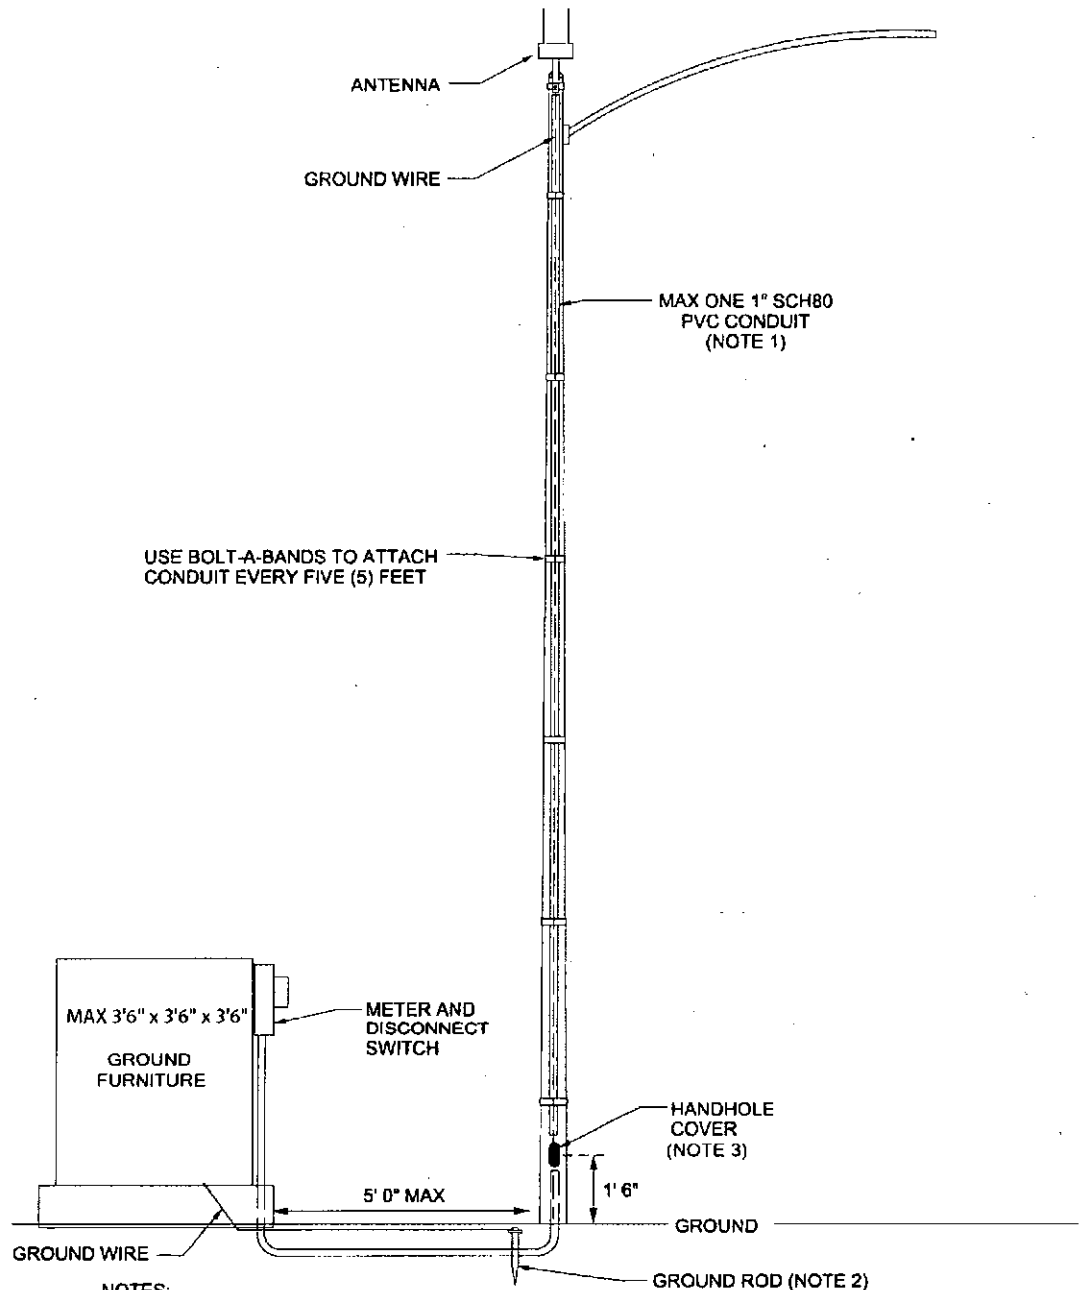 ANTENNA
GROUND WIRE
MAX ONE 1" SCH80
PVC CONDUIT
(NOTE 1)
USE BOLT-A-BANDS TO ATTACH
CONDUIT EVERY FIVE (5) FEET
MAX 3'6" x 3'6" x 3'6"
GROUND
FURNITURE
METER AND
DISCONNECT
SWITCH
HANDHOLE
COVER
(NOTE 3)
5' 0" MAX
1' 6"
GROUND
GROUND WIRE
GROUND ROD (NOTE 2)
NOTES: